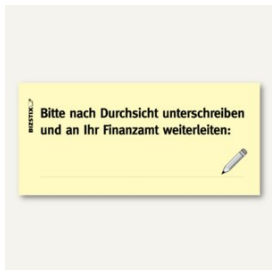 BIZSTIX
Bitte nach Durchsicht unterschreiben
und an Ihr Finanzamt weiterleiten: